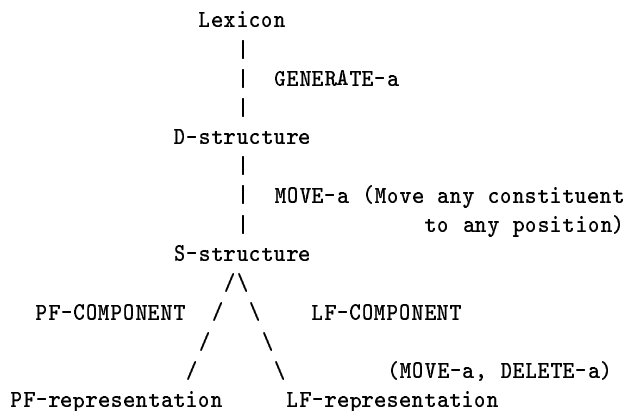 Lexicon
GENERATE-a
D-structure
MOVE-a (Move any constituent
to any position)
S-structure
PF-COMPONENT LF-COMPONENT
(MOVE-a, DELETE-a)
PF-representation LF-representation